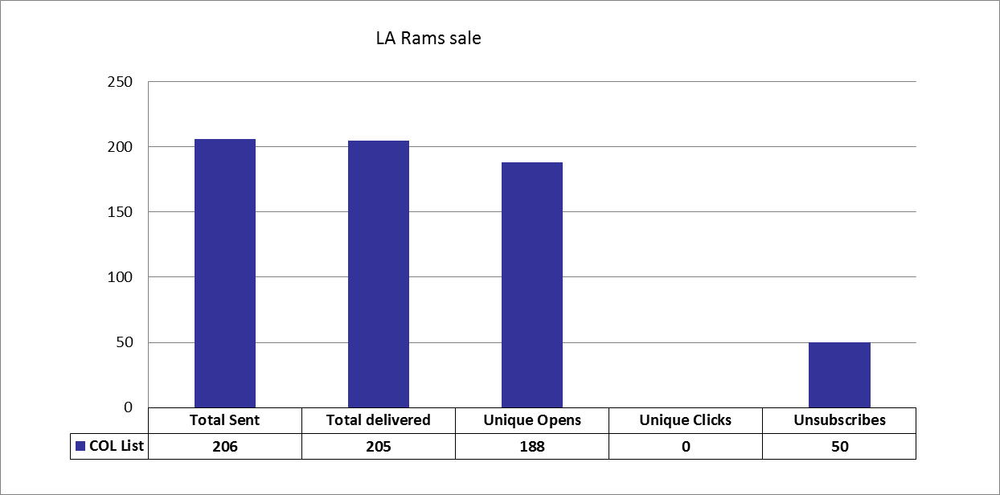 LA Rams sale
250
200
150
100
50
0
Total Sent Total delivered Unique Opens Unique Clicks Unsubscribes
COL List 206 205 188 0 50